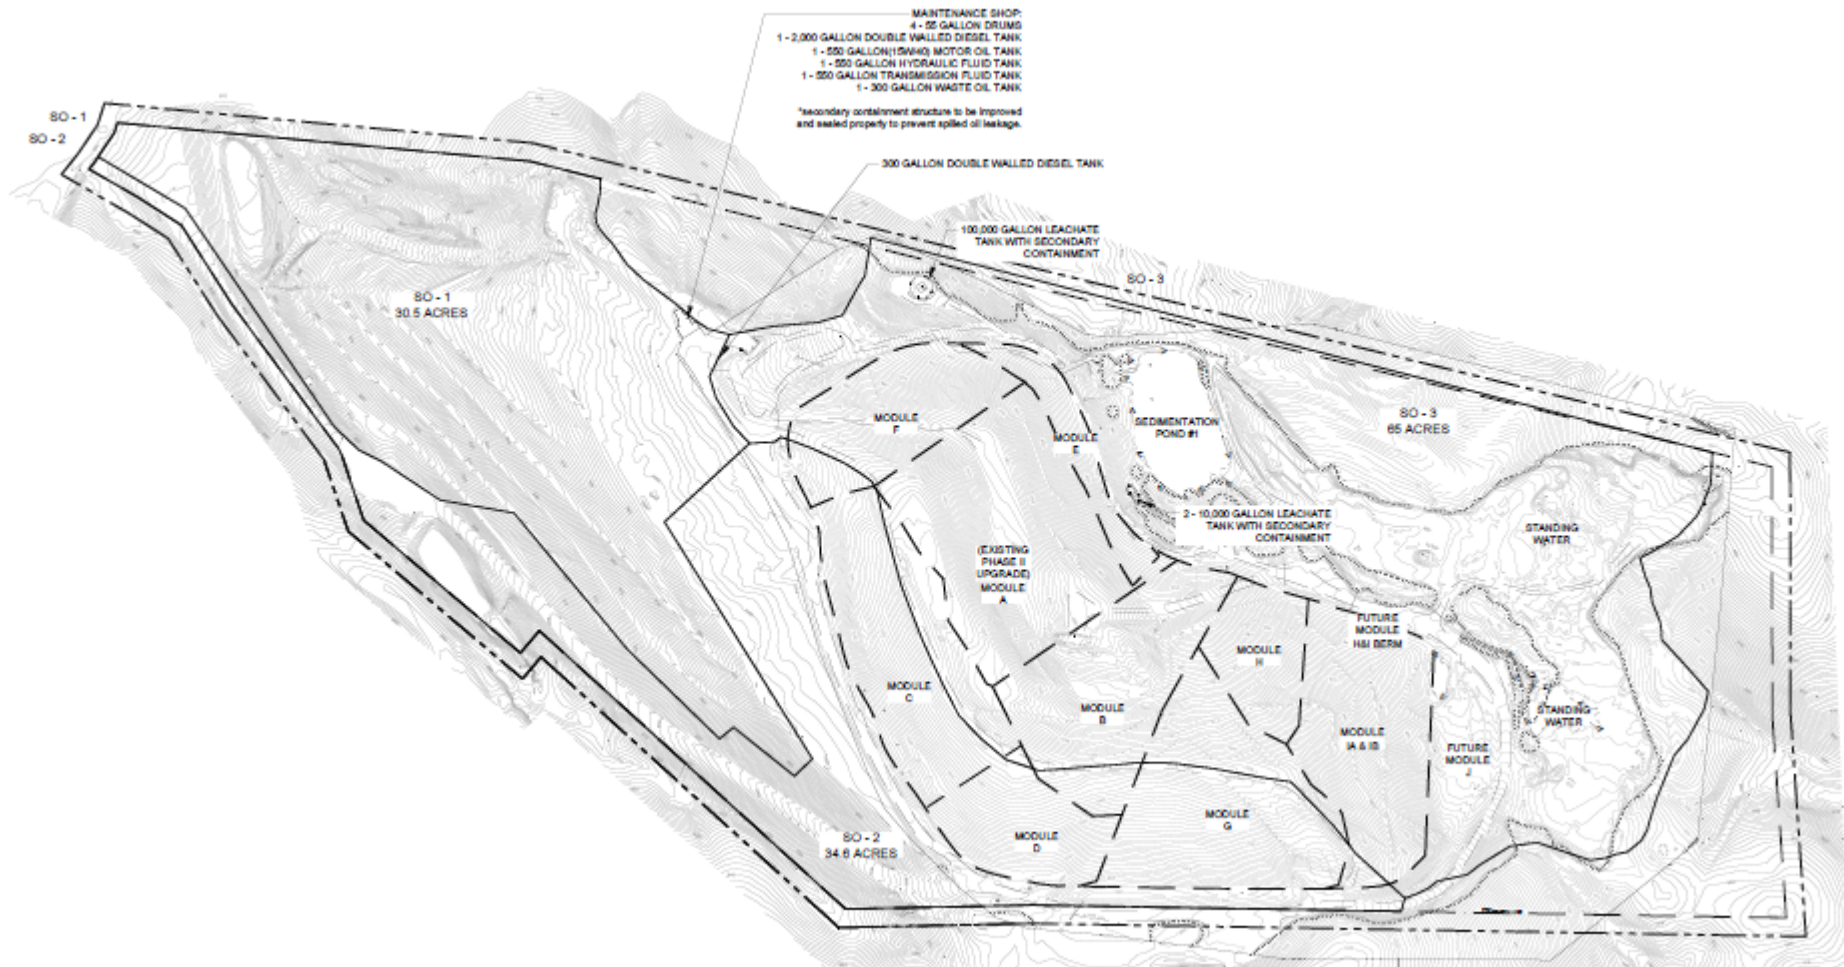 MAINTENANCE SHOP:
4 - 55 GALLON DRUMS
1 - 2,000 GALLON DOUBLE WALLED DIESEL TANK
1 - 550 GALLON(15W40) MOTOR OIL TANK
1 - 550 GALLON HYDRAULIC FLUID TANK
1 - 550 GALLON TRANSMISSION FLUID TANK
1 - 300 GALLON WASTE OIL TANK
*secondary containment structure to be improved
and sealed properly to prevent spilled oil leakage.
SO - 1
SO - 2
300 GALLON DOUBLE WALLED DIESEL TANK
100,000 GALLON LEACHATE
TANK WITH SECONDARY
CONTAINMENT
SO - 3
SO - 1
30.5 ACRES
SO - 3
65 ACRES
MODULE
F
MODULE
E
SEDIMENTATION
POND #1
2 - 10,000 GALLON LEACHATE
TANK WITH SECONDARY
CONTAINMENT
STANDING
WATER
(EXISTING
PHASE II
UPGRADE)
MODULE
A
FUTURE
MODULE
H&I BERM
MODULE
H
MODULE
C
MODULE
B
STANDING
WATER
MODULE
IA & IB
FUTURE
MODULE
J
MODULE
G
MODULE
D
SO - 2
34.6 ACRES